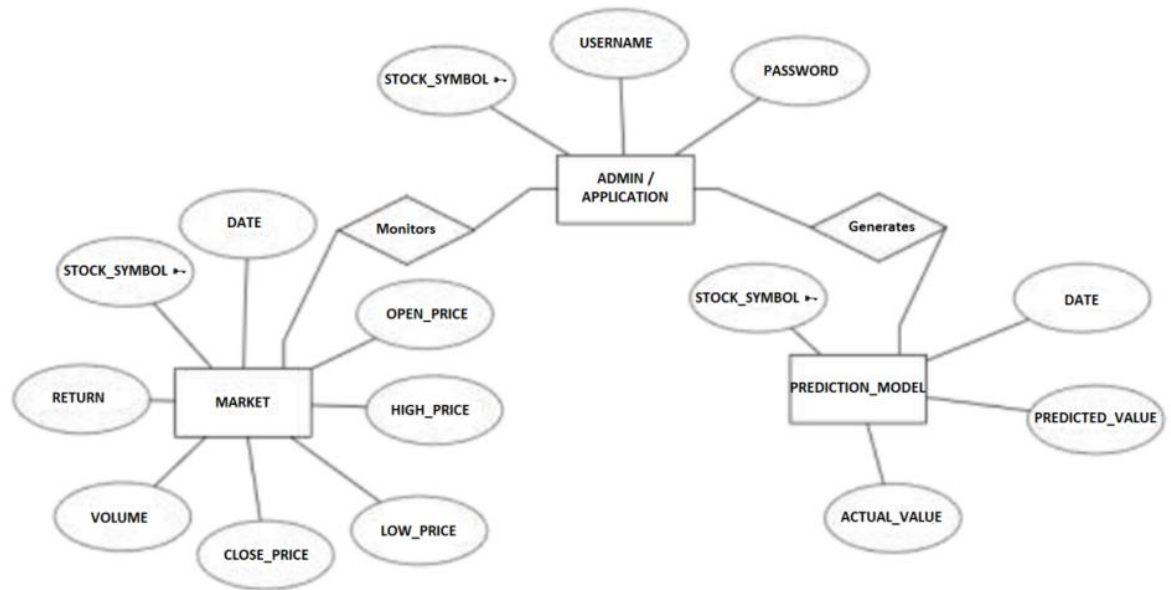 USERNAME
STOCK_SYMBOL
PASSWORD
ADMIN /
APPLICATION
Monitors
Generates
DATE
STOCK_SYMBOL
OPEN_PRICE
RETURN
MARKET
HIGH_PRICE
VOLUME
CLOSE_PRICE
LOW_PRICE
STOCK_SYMBOL
DATE
PREDICTION_MODEL
PREDICTED_VALUE
ACTUAL_VALUE